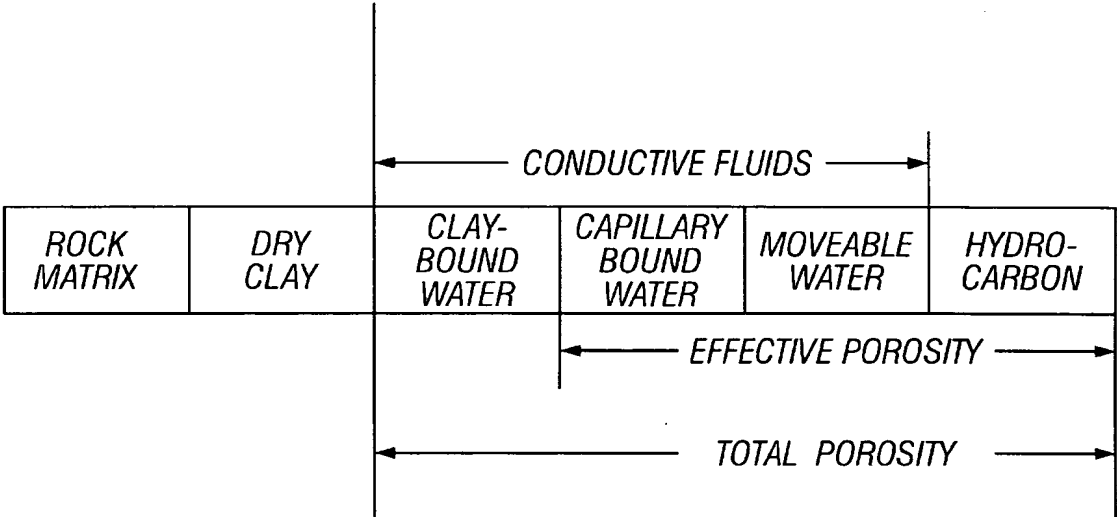 CONDUCTIVE FLUIDS
ROCK
MATRIX
DRY
CLAY
CLAY-
BOUND
WATER
CAPILLARY
BOUND
WATER
MOVEABLE
WATER
HYDRO-
CARBON
EFFECTIVE POROSITY
TOTAL POROSITY